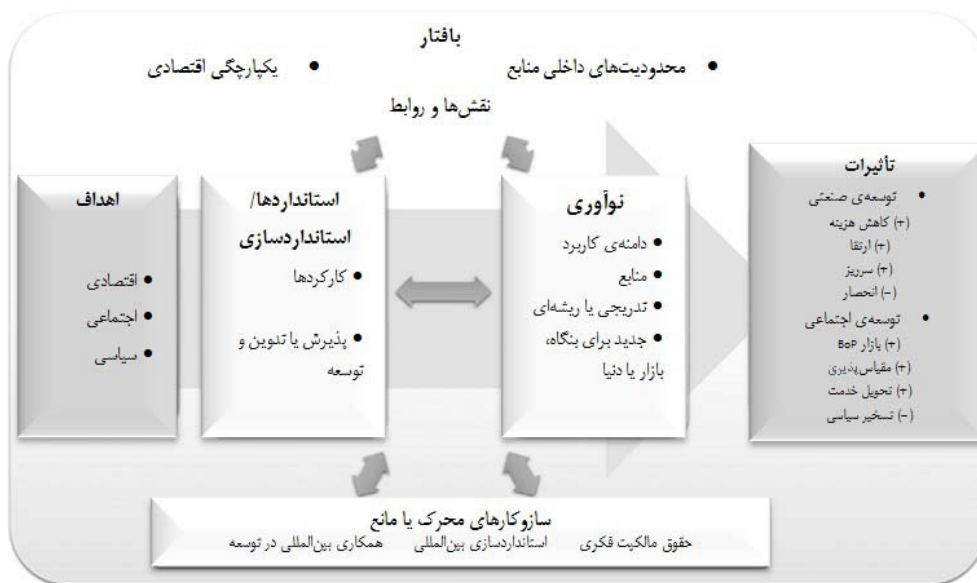 بافتار
• محدودیت‌های داخلی منابع
• یکپارچگی اقتصادی
نقش‌ها و روابط
تأثیرات
• توسعه‌ی صنعتی
(+) کاهش هزینه
(+) ارتقا
(+) سرریز
(-) انحصار
• توسعه‌ی اجتماعی
(+) بازار BoP
(+) مقیاس‌پذیری
(+) تحویل خدمت
(-) تسخیر سیاسی
نوآوری
• دامنه‌ی کاربرد
• منابع
• تدریجی یا ریشه‌ای
• جدید برای بنگاه،
بازار یا دنیا
استانداردها/
استانداردسازی
• کارکردها
• پذیرش یا تدوین و
توسعه
اهداف
• اقتصادی
• اجتماعی
• سیاسی
سازوکارهای محرک یا مانع
حقوق مالکیت فکری استانداردسازی بین‌المللی همکاری بین‌المللی در توسعه